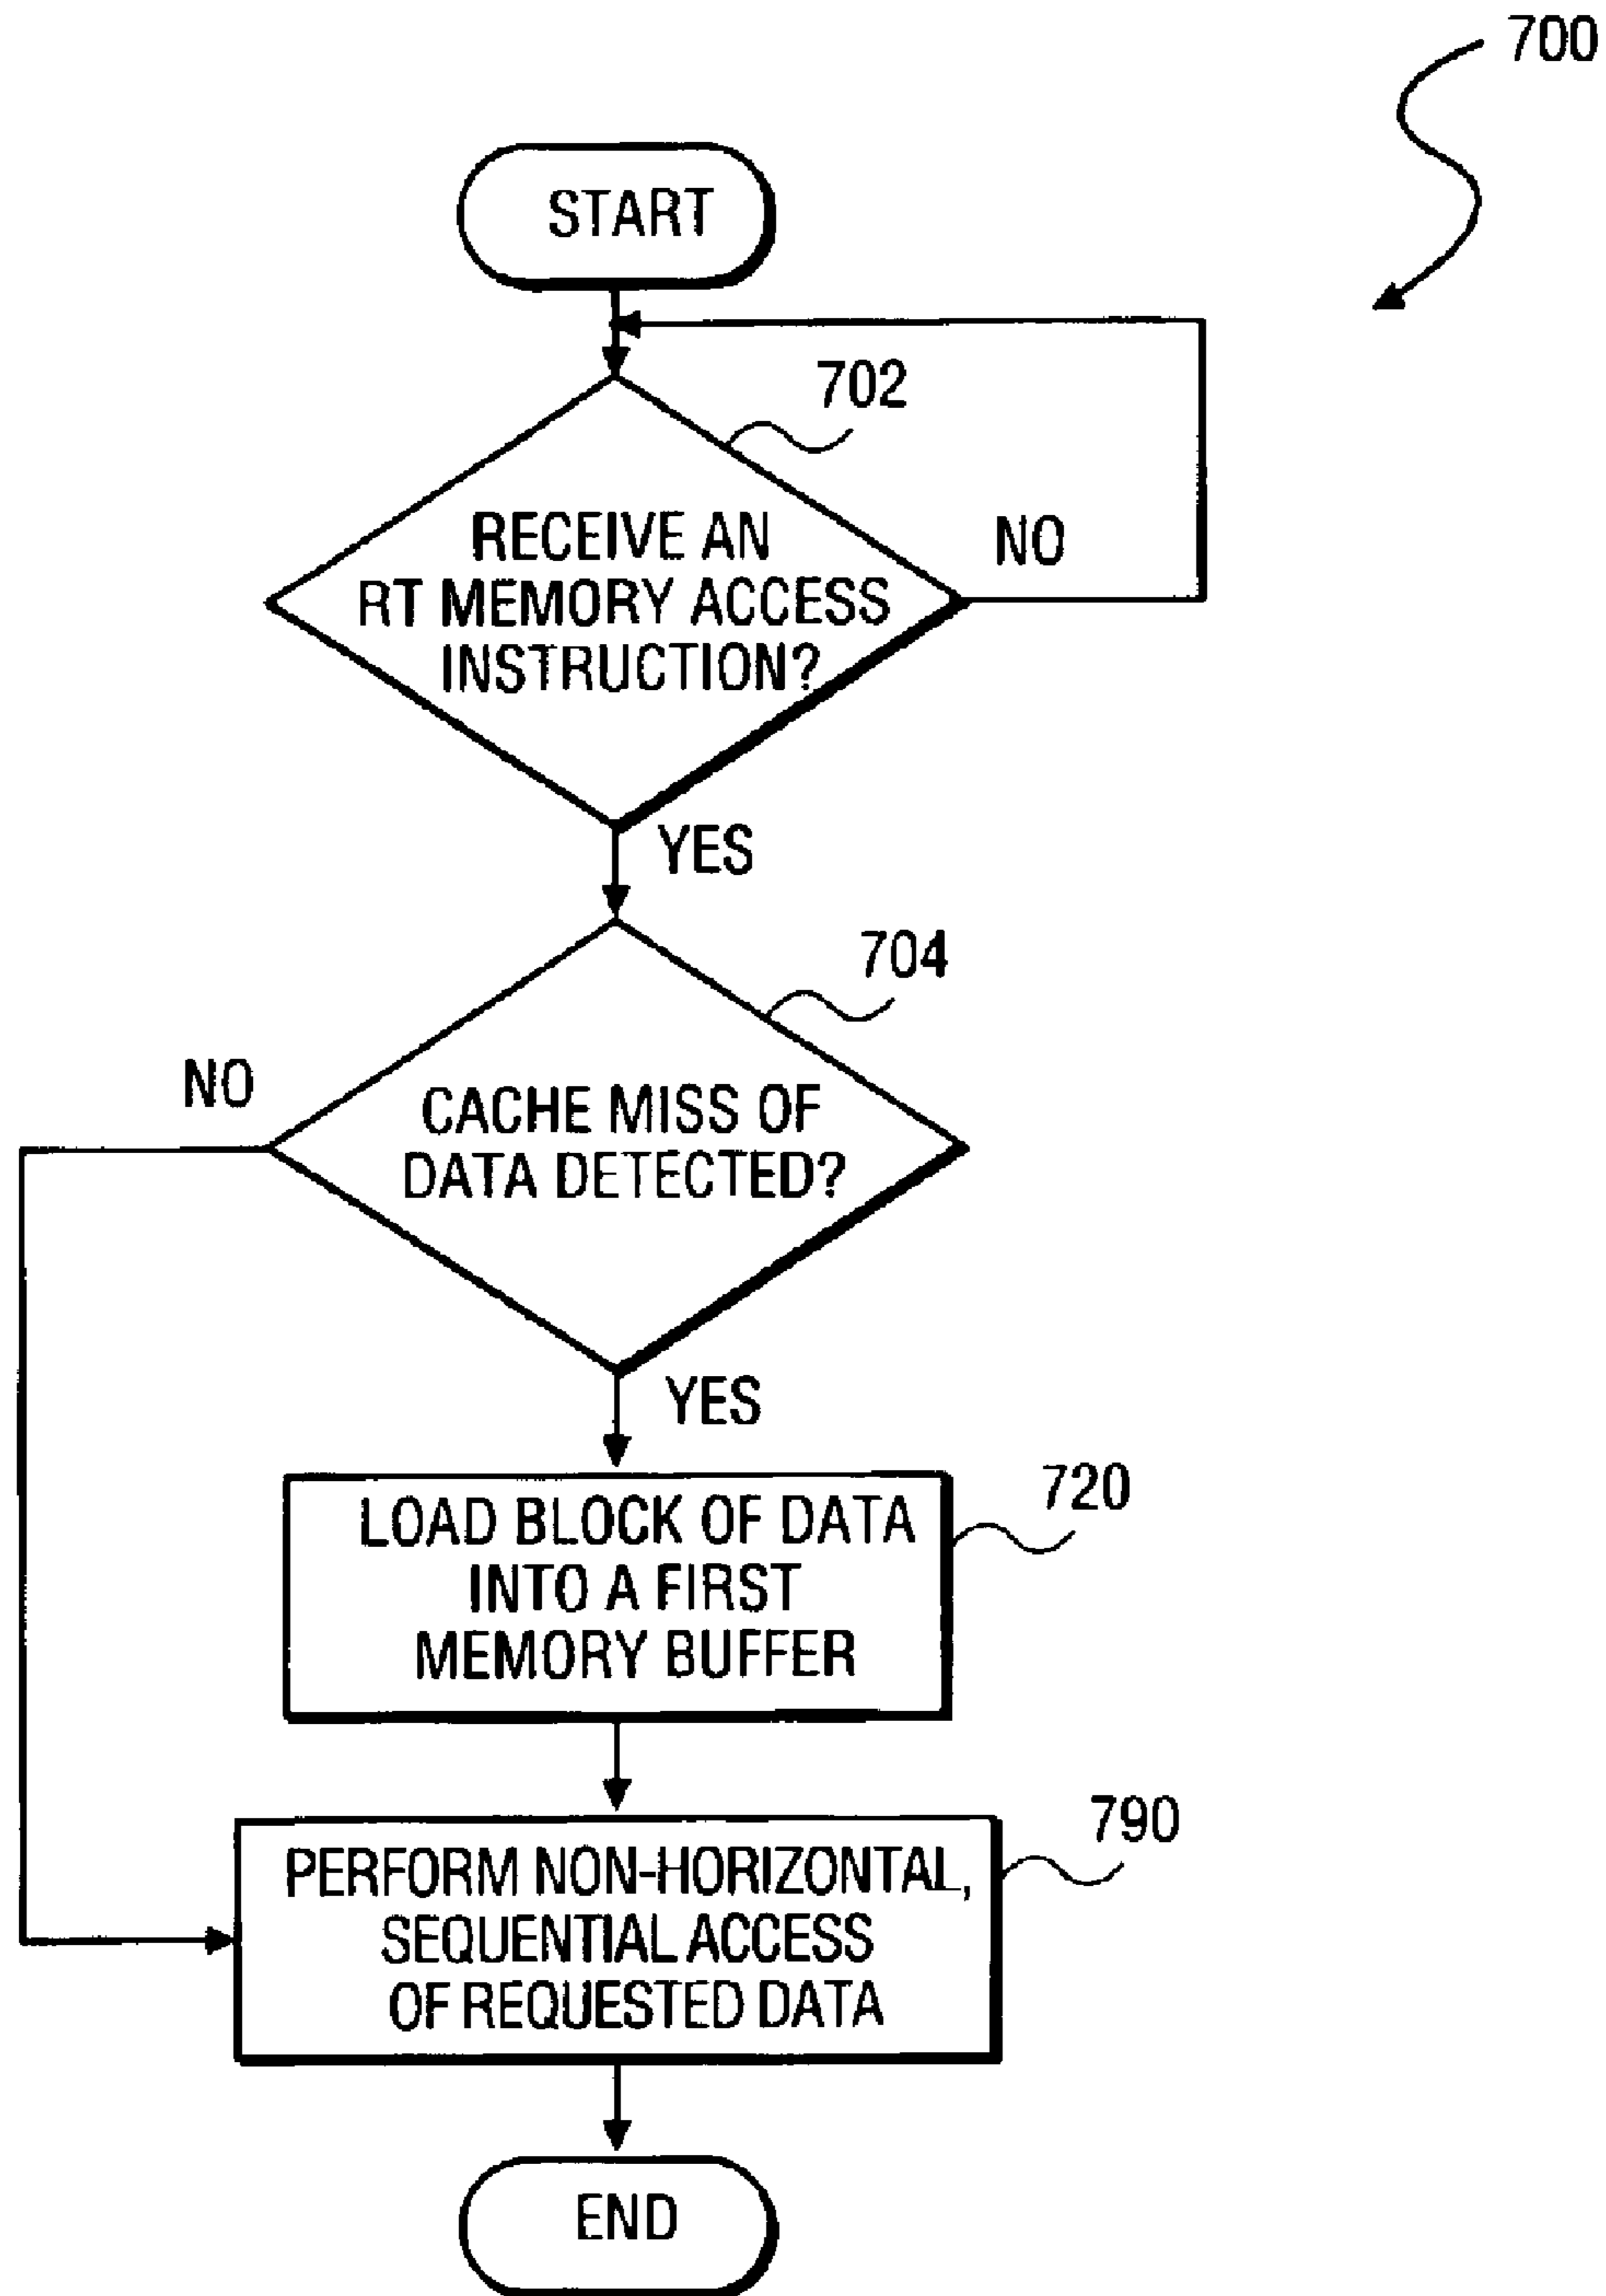 700
START
702
RECEIVE AN
RT MEMORY ACCESS
INSTRUCTION?
NO
YES
704
NO
CACHE MISS OF
DATA DETECTED?
YES
720
LOAD BLOCK OF DATA
INTO A FIRST
MEMORY BUFFER
790
PERFORM NON-HORIZONTAL,
SEQUENTIAL ACCESS
OF REQUESTED DATA
END